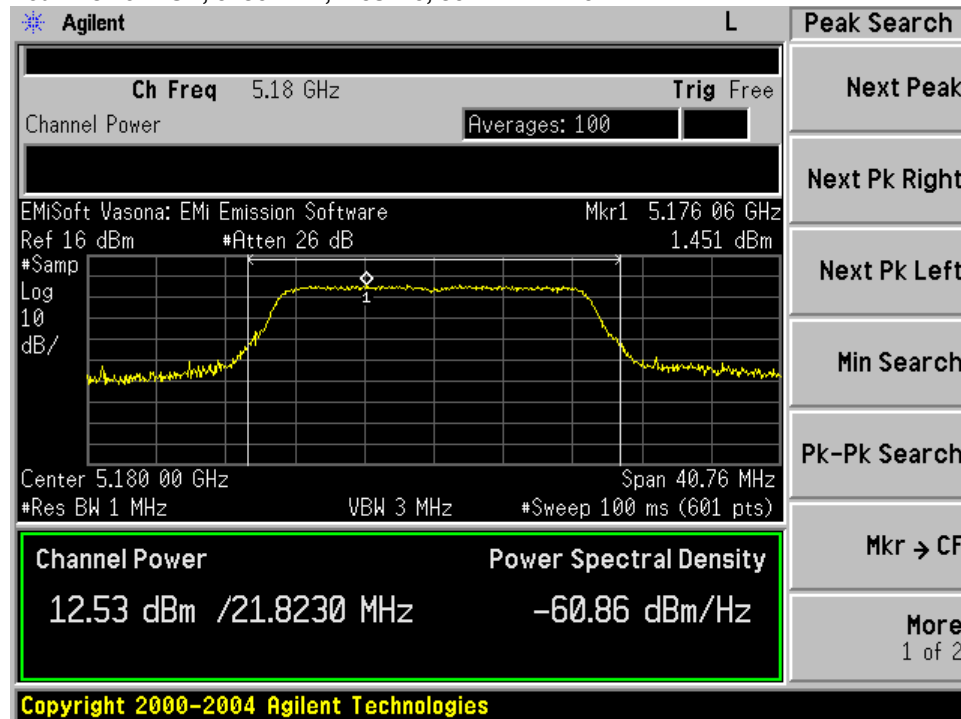 Agilent L Peak Search
Ch Freq 5.18 GHz Trig Free
Channel Power Averages: 100
EMiSoft Vasona: EMi Emission Software Mkr1 5.176 06 GHz
Ref 16 dBm #Atten 26 dB 1.451 dBm
#Samp
Log
10
dB/
1
Center 5.180 00 GHz Span 40.76 MHz
#Res BW 1 MHz VBW 3 MHz #Sweep 100 ms (601 pts)
Channel Power Power Spectral Density
12.53 dBm /21.8230 MHz -60.86 dBm/Hz
Copyright 2000-2004 Agilent Technologies
Next Peak
Next Pk Right
Next Pk Left
Min Search
Pk-Pk Search
Mkr → CF
More
1 of 2